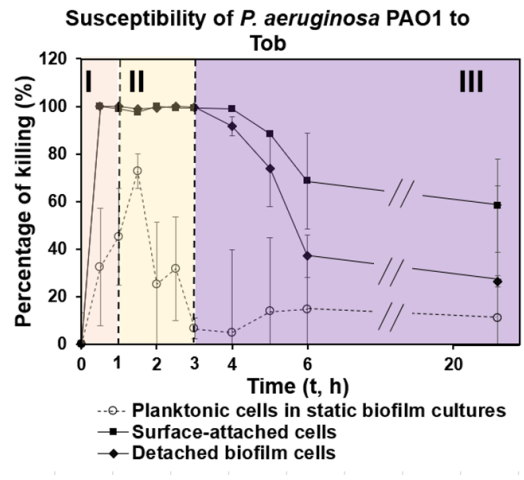 Susceptibility of P. aeruginosa PAO1 to
Tob
Percentage of killing (%)
120
100
80
60
40
20
0
I
II
III
0 1 2 3 4 6 20
Time (t, h)
Planktonic cells in static biofilm cultures
Surface-attached cells
Detached biofilm cells